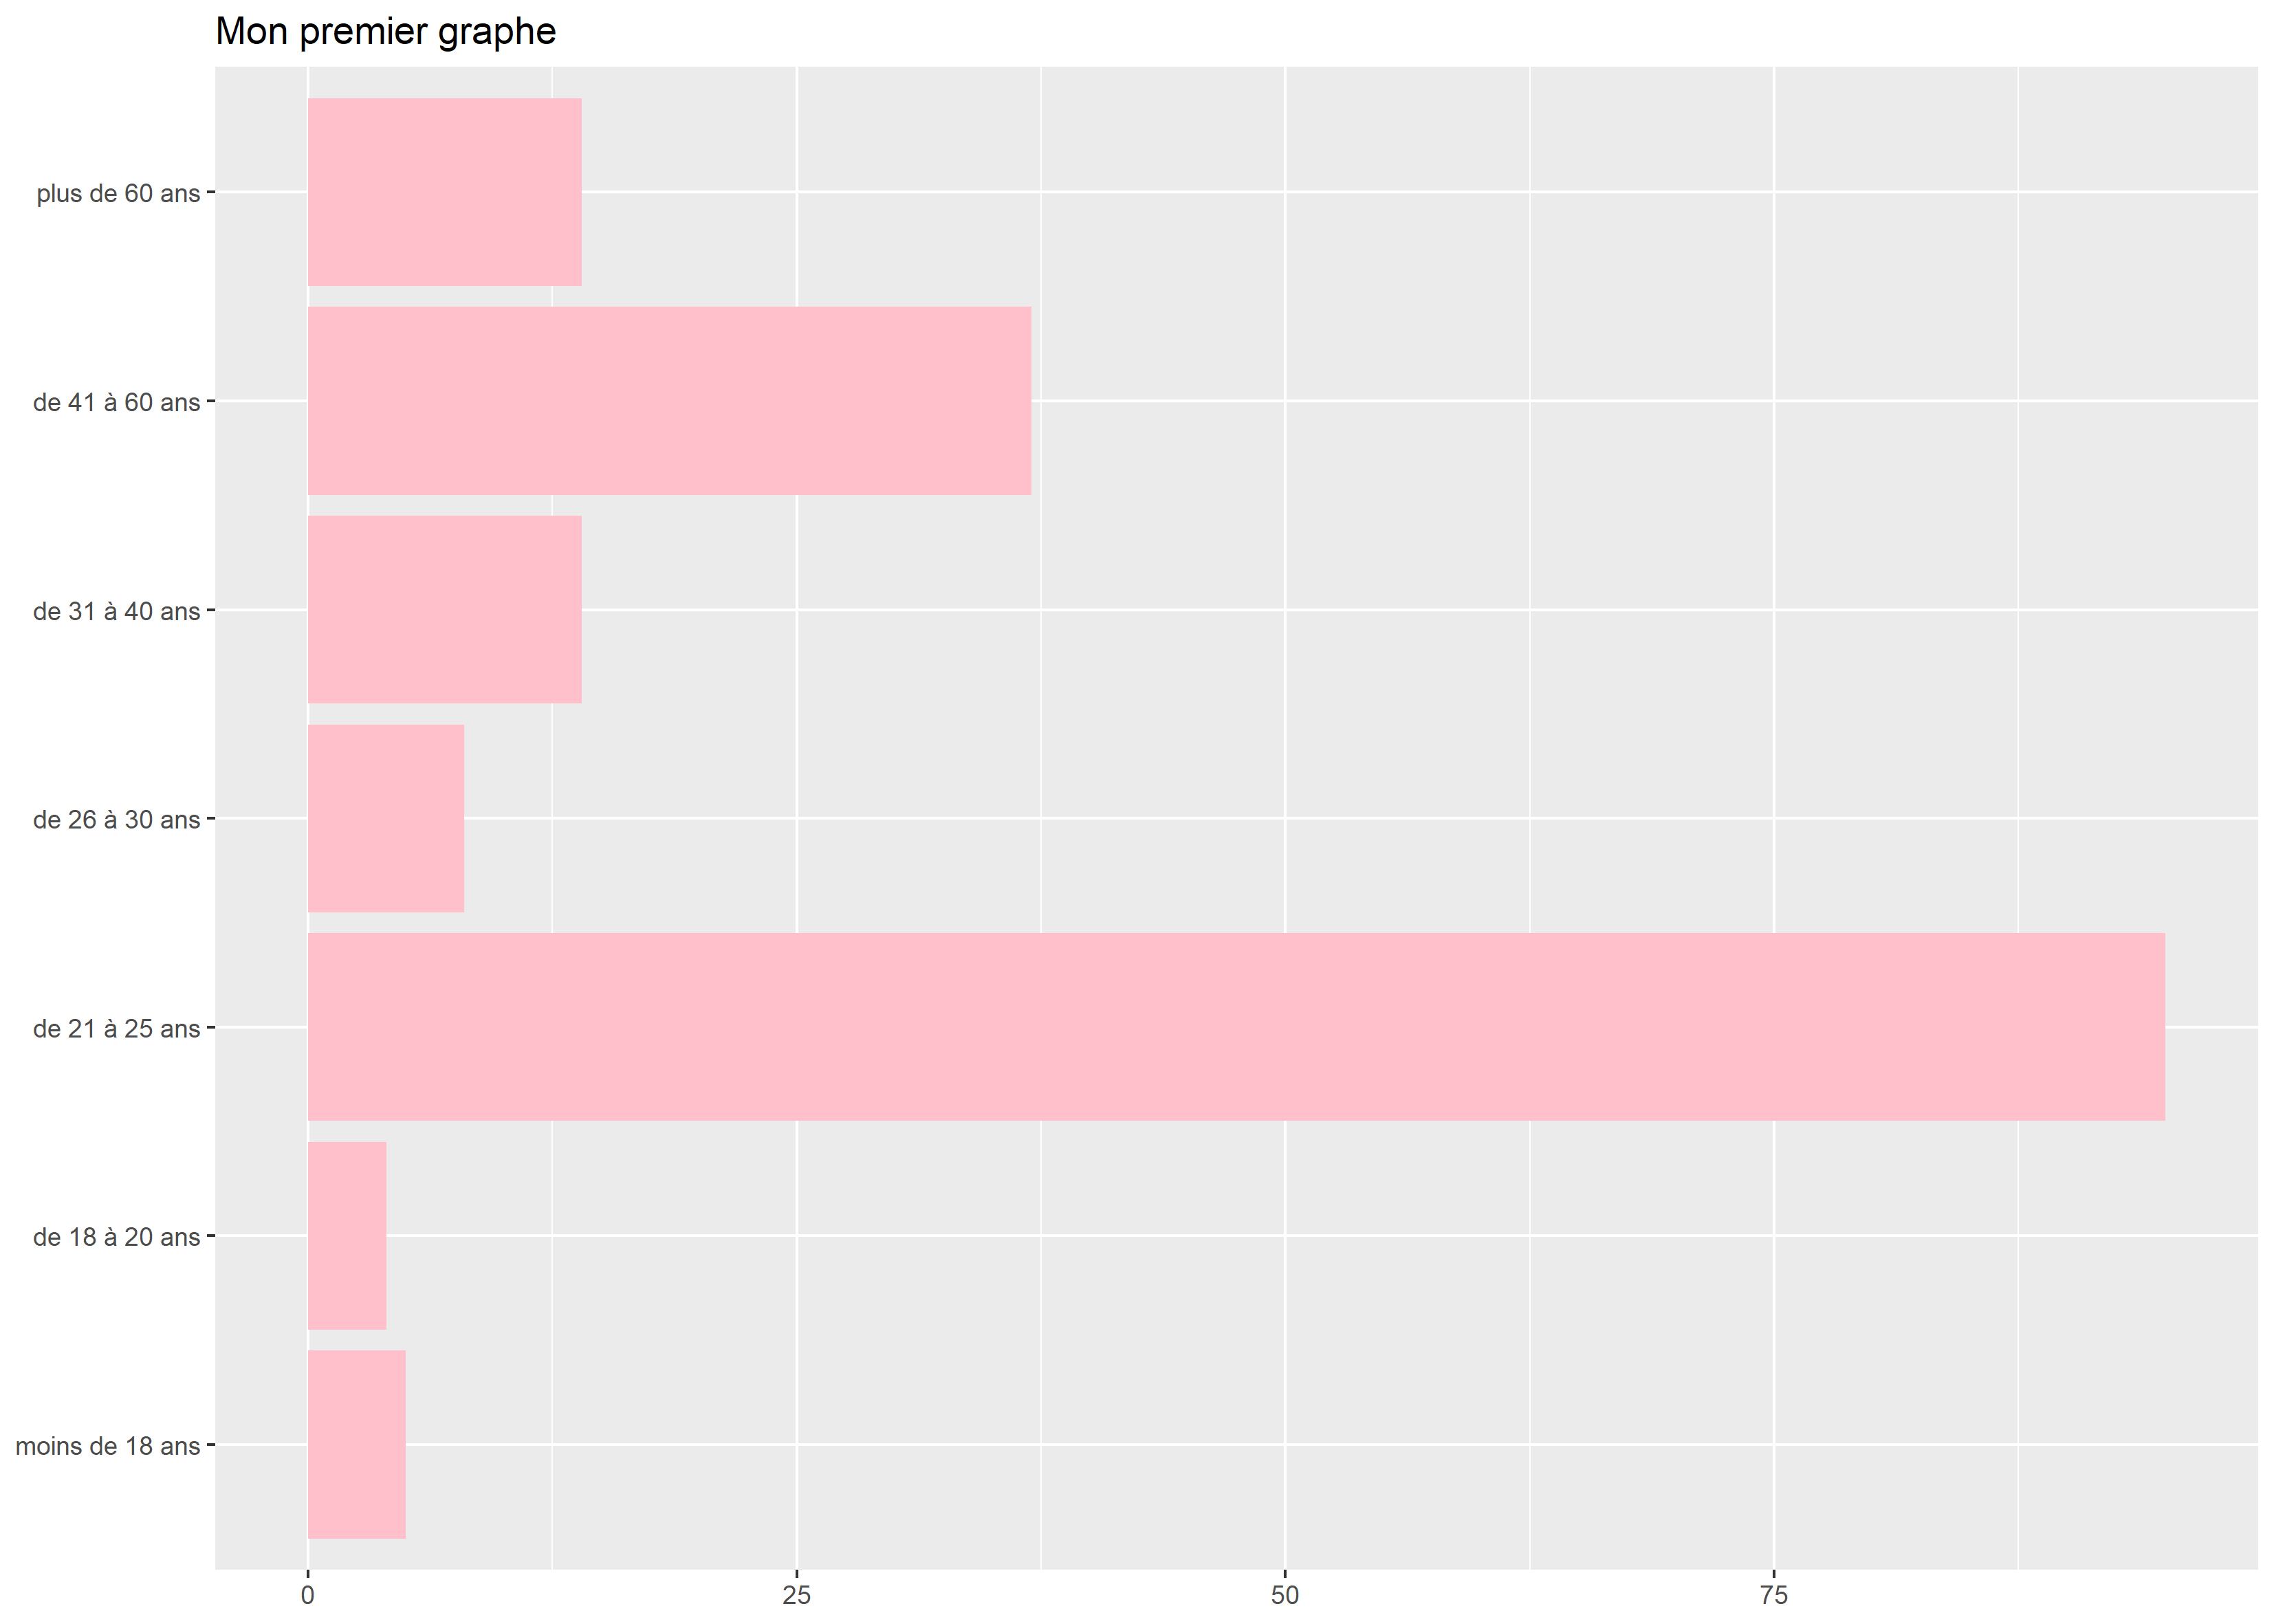 Mon premier graphe
plus de 60 ans
de 41 à 60 ans
de 31 à 40 ans
de 26 à 30 ans
de 21 à 25 ans
de 18 à 20 ans
moins de 18 ans
0 25 50 75